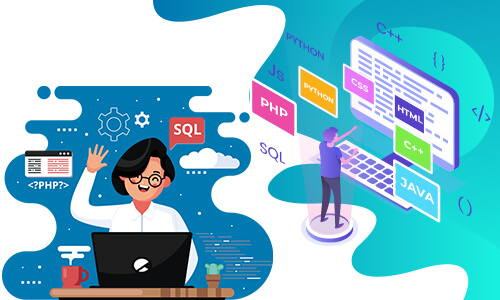 SQL
<?PHP?>
PYTHON
C++
{}
JS
PHP
PYTHON
CSS
HTML
C++
</>
SQL
JAVA
()